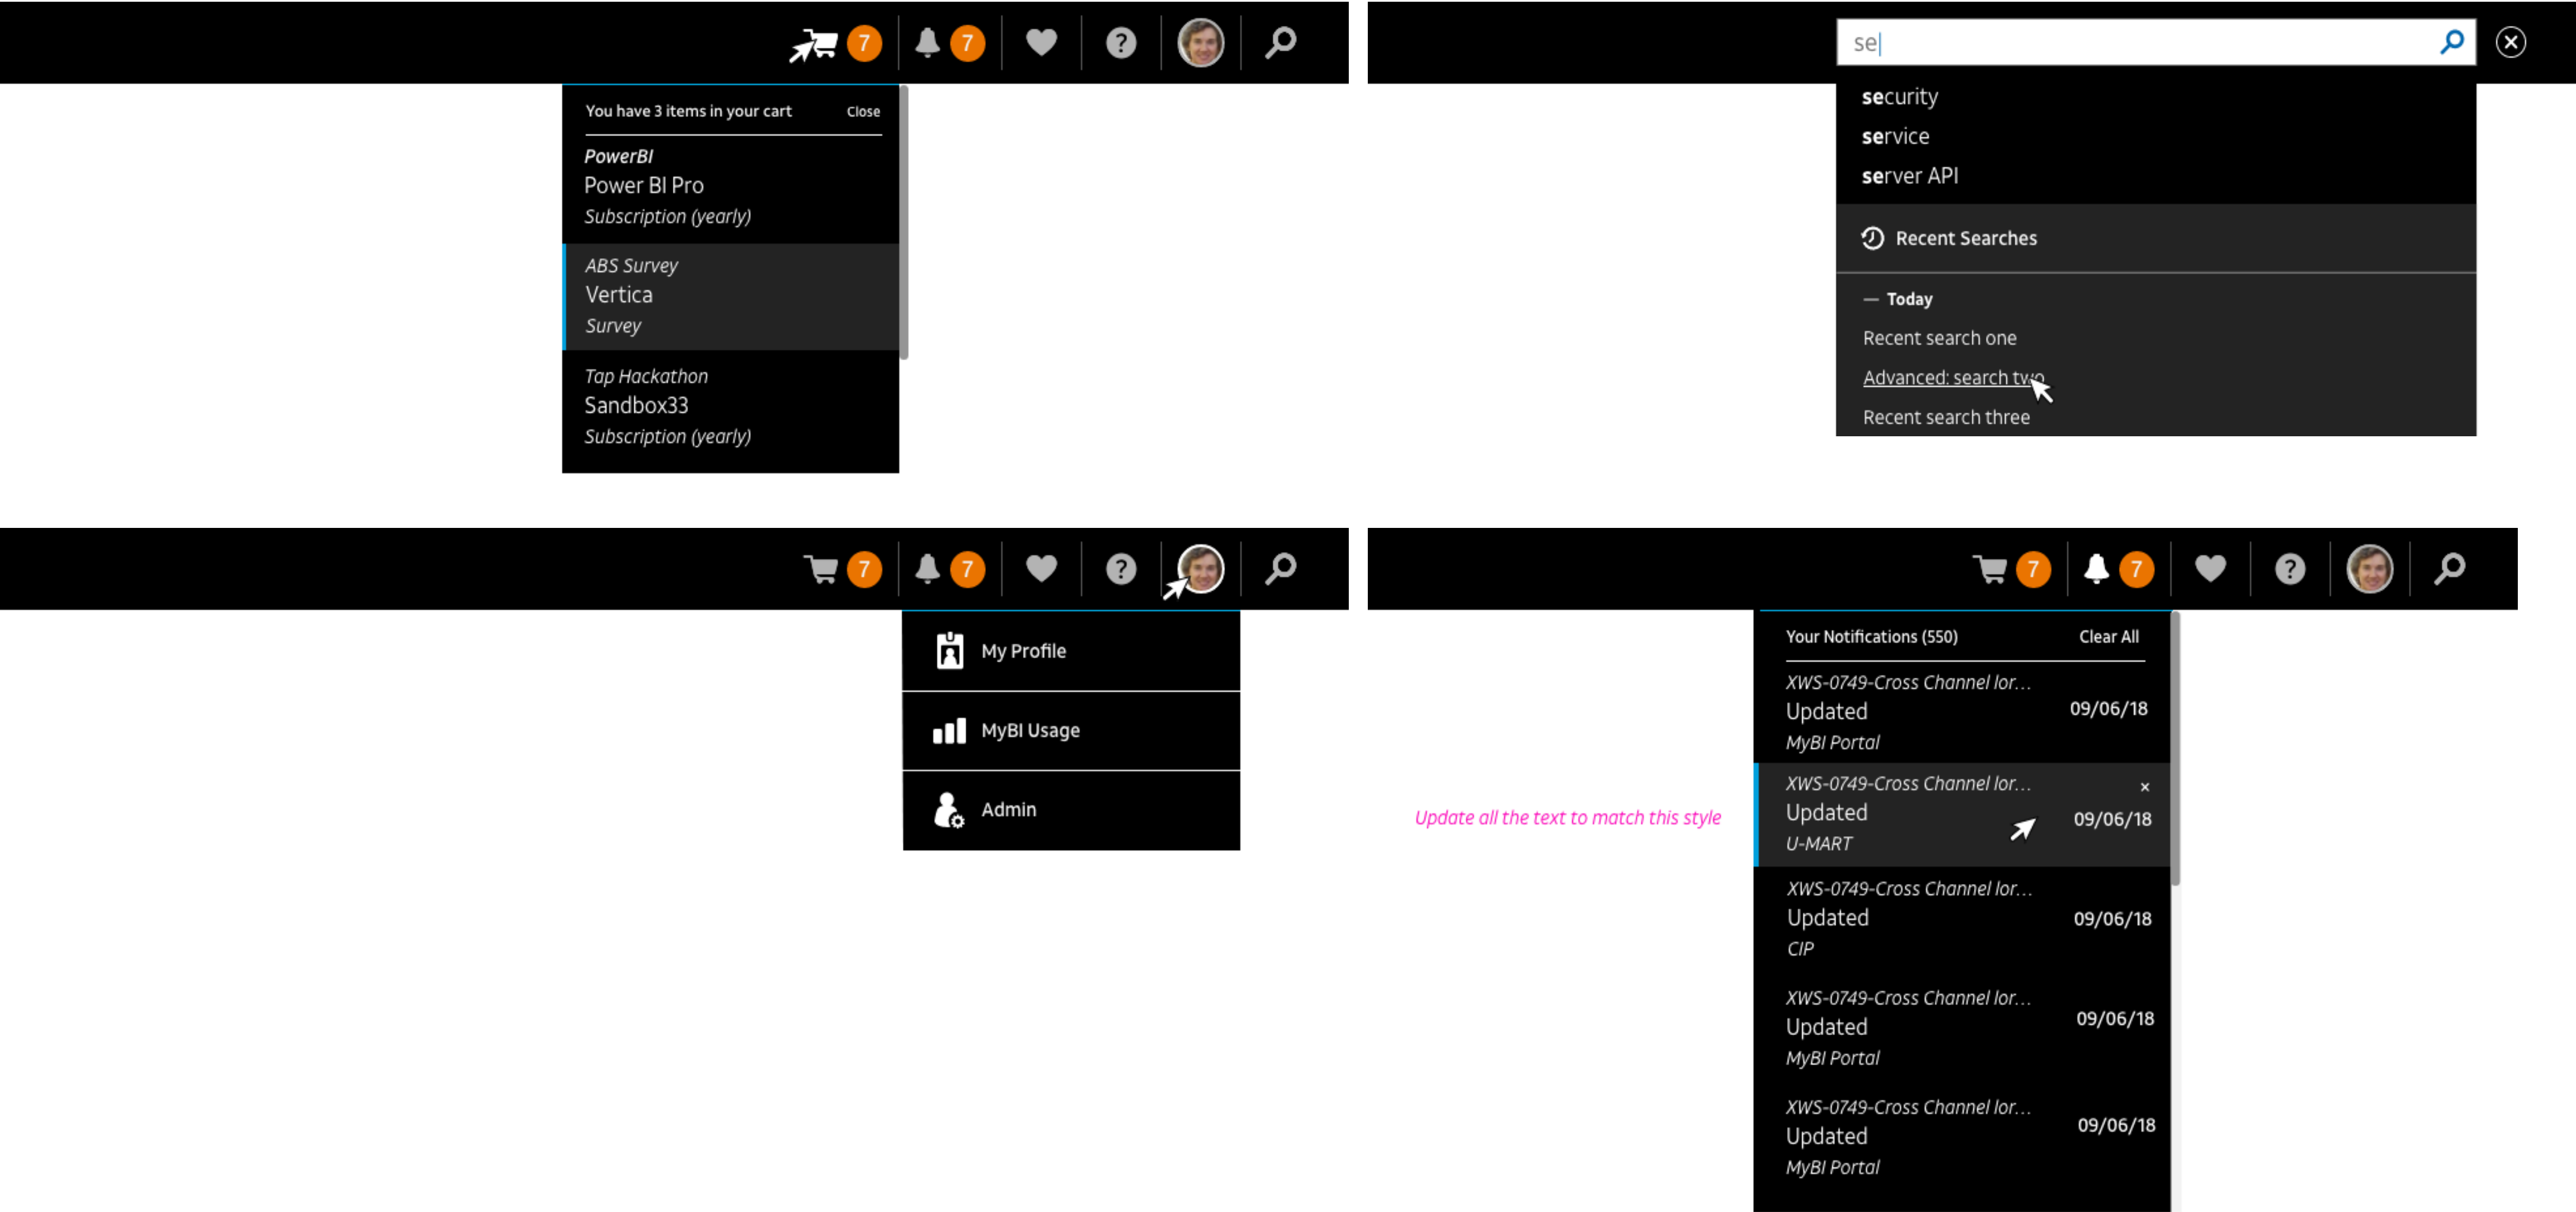 7 7 ?
You have 3 items in your cart Close
PowerBI
Power BI Pro
Subscription (yearly)
ABS Survey
Vertica
Survey
Tap Hackathon
Sandbox33
Subscription (yearly)
se
security
service
server API
Recent Searches
— Today
Recent search one
Advanced: search two
Recent search three
7 7 ?
My Profile
MyBI Usage
Admin
7 7 ?
Your Notifications (550) Clear All
XWS-0749-Cross Channel lor...
Updated 09/06/18
MyBI Portal
XWS-0749-Cross Channel lor... ×
Updated 09/06/18
U-MART
Update all the text to match this style
XWS-0749-Cross Channel lor...
Updated 09/06/18
CIP
XWS-0749-Cross Channel lor...
Updated 09/06/18
MyBI Portal
XWS-0749-Cross Channel lor...
Updated 09/06/18
MyBI Portal